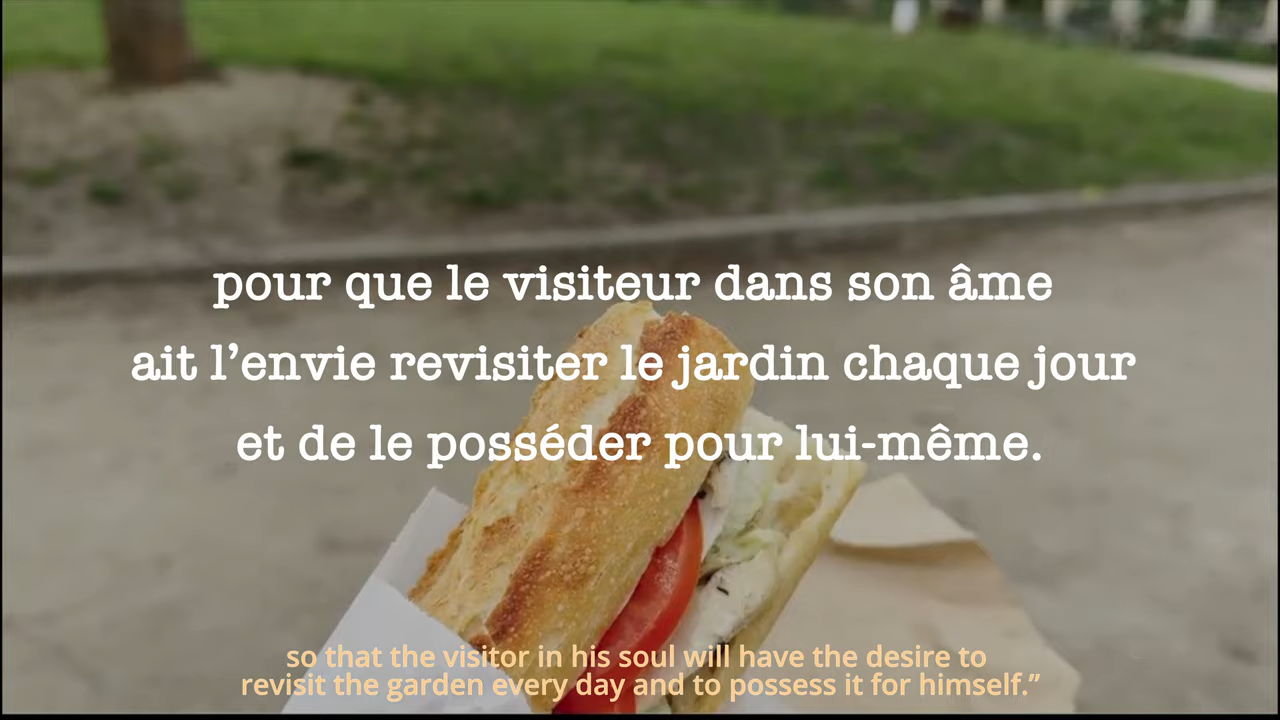 pour que le visiteur dans son âme
ait l’envie revisiter le jardin chaque jour
et de le posséder pour lui-même.
so that the visitor in his soul will have the desire to
revisit the garden every day and to possess it for himself.”